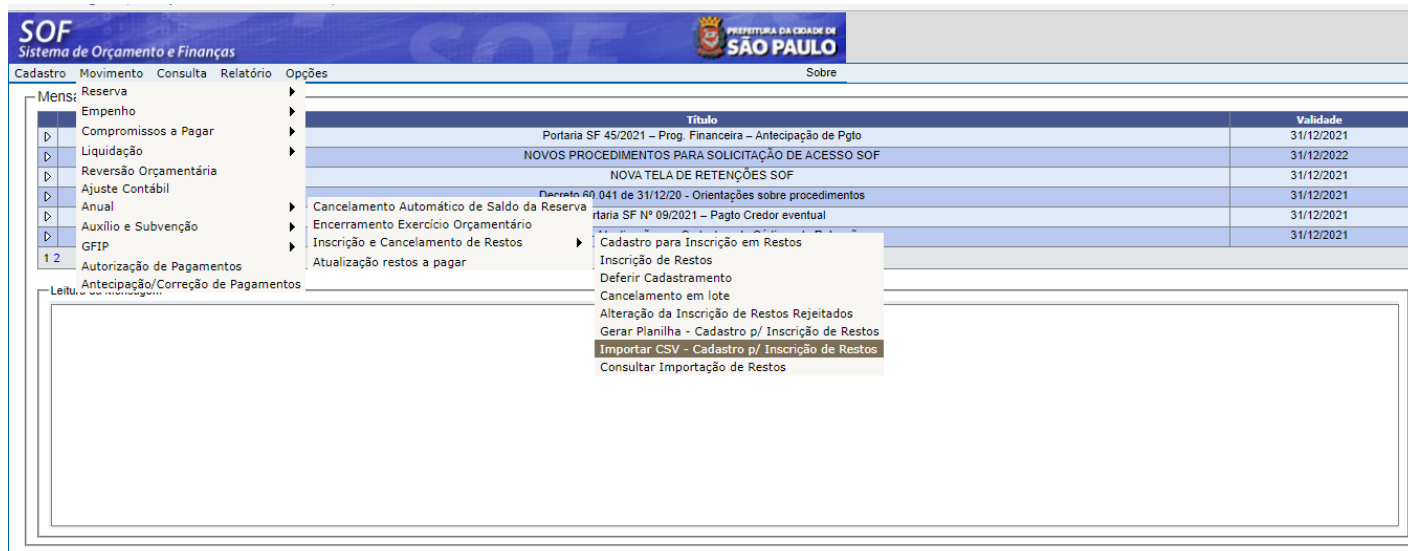 SOF
Sistema de Orçamento e Finanças
PREFEITURA DA CIDADE DE
SÃO PAULO
Cadastro Movimento Consulta Relatório Opções Sobre
Título Validade
Portaria SF 45/2021 – Prog. Financeira – Antecipação de Pgto 31/12/2021
NOVOS PROCEDIMENTOS PARA SOLICITAÇÃO DE ACESSO SOF 31/12/2022
NOVA TELA DE RETENÇÕES SOF 31/12/2021
Decreto 60.041 de 31/12/20 - Orientações sobre procedimentos 31/12/2021
SF Nº 09/2021 – Pagto Credor eventual 31/12/2021
31/12/2021
1 2
Reserva
Empenho
Compromissos a Pagar
Liquidação
Reversão Orçamentária
Ajuste Contábil
Anual
Auxílio e Subvenção
GFIP
Autorização de Pagamentos
Antecipação/Correção de Pagamentos
Cancelamento Automático de Saldo da Reserva
Encerramento Exercício Orçamentário
Inscrição e Cancelamento de Restos
Atualização restos a pagar
Cadastro para Inscrição em Restos
Inscrição de Restos
Deferir Cadastramento
Cancelamento em lote
Alteração da Inscrição de Restos Rejeitados
Gerar Planilha - Cadastro p/ Inscrição de Restos
Importar CSV - Cadastro p/ Inscrição de Restos
Consultar Importação de Restos